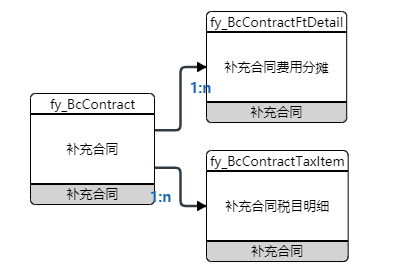 fy_BcContractFtDetail
补充合同费用分摊
补充合同
1:n
fy_BcContract
补充合同
补充合同
1:n
fy_BcContractTaxItem
补充合同税目明细
补充合同